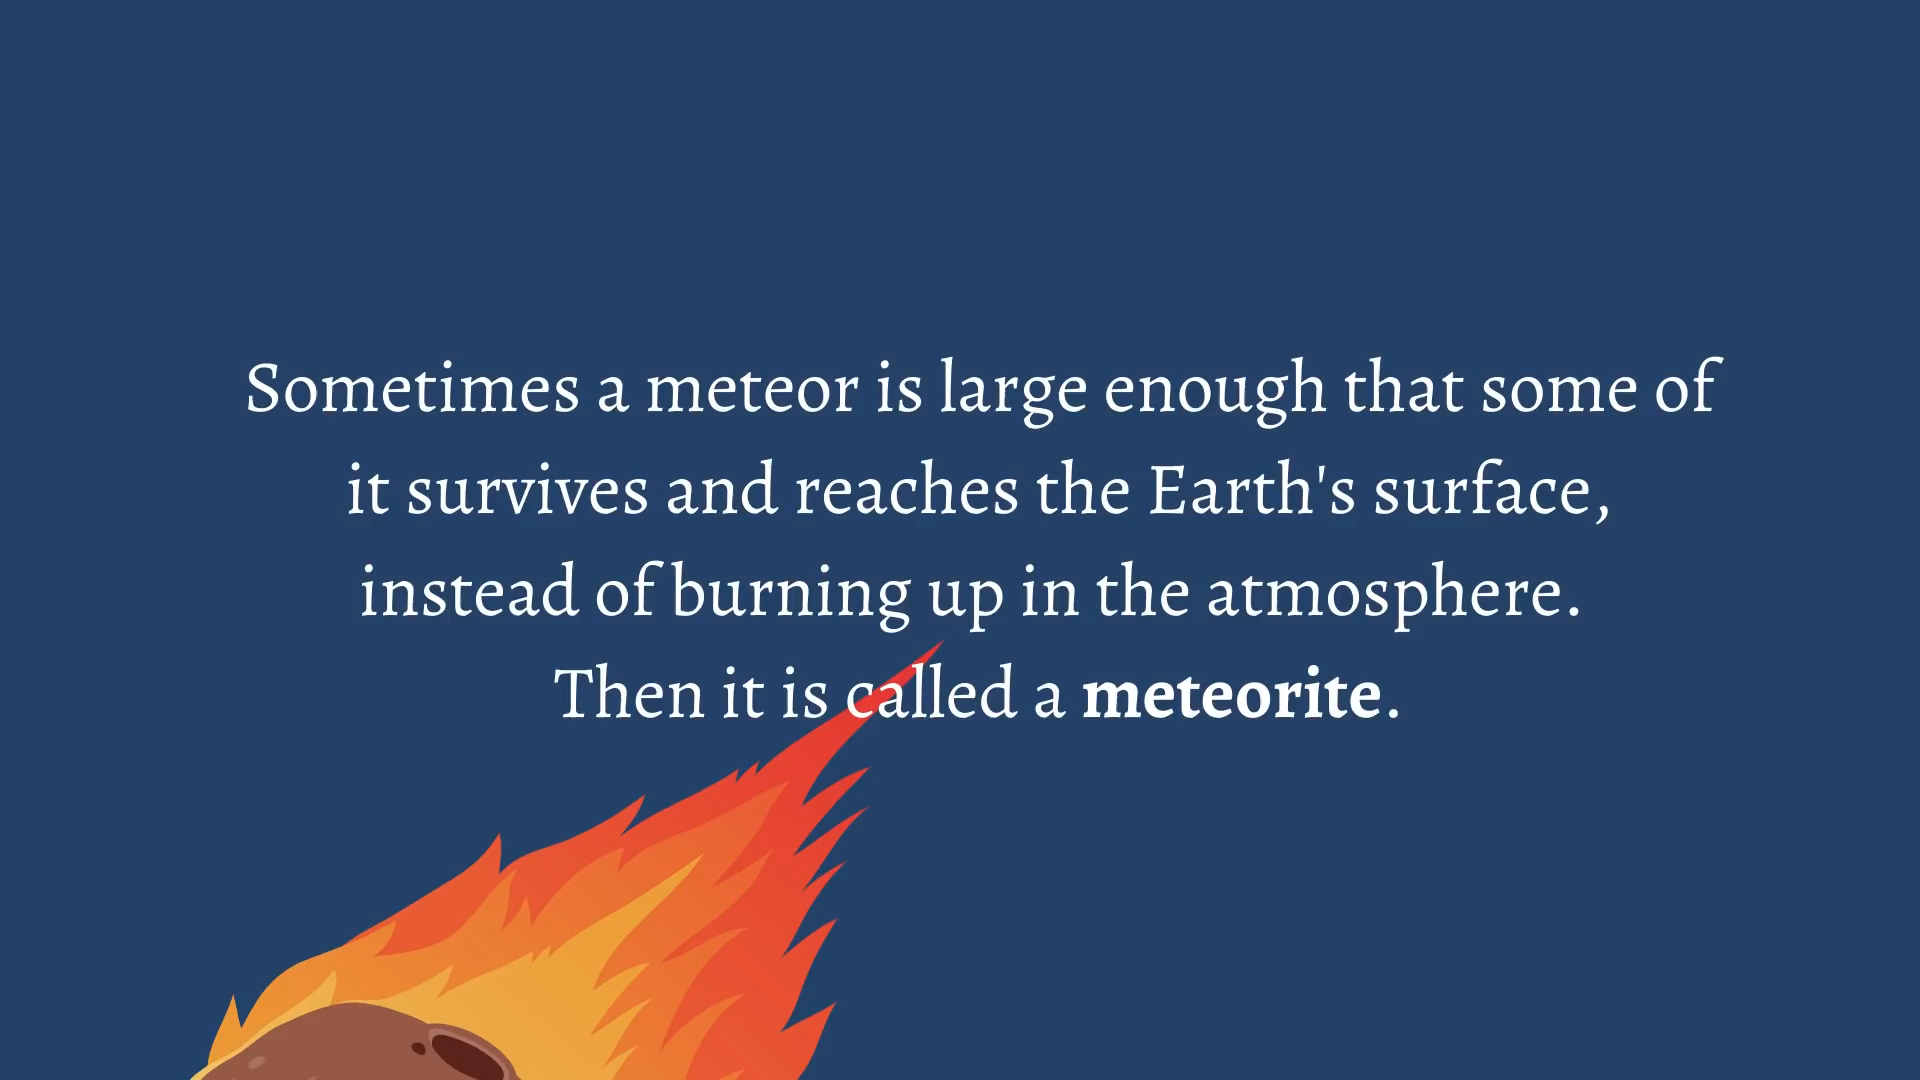 Sometimes a meteor is large enough that some of
it survives and reaches the Earth's surface,
instead of burning up in the atmosphere.
Then it is called a meteorite.